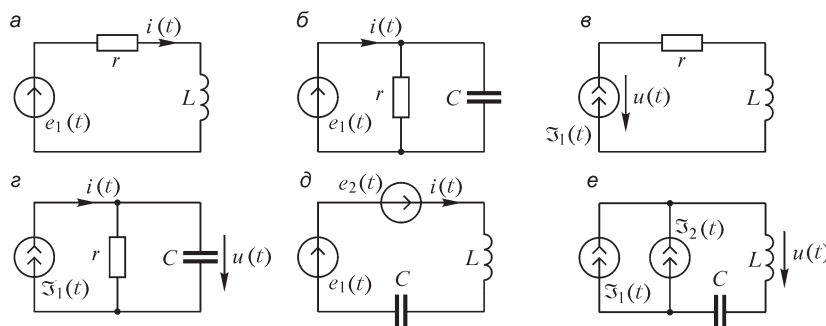 а
i(t)
r
L
e₁(t)
б
i(t)
r
C
e₁(t)
в
r
u(t)
L
ℑ₁(t)
г
i(t)
r
C
u(t)
ℑ₁(t)
д
e₂(t)
i(t)
L
e₁(t)
C
е
ℑ₂(t)
L
u(t)
ℑ₁(t)
C